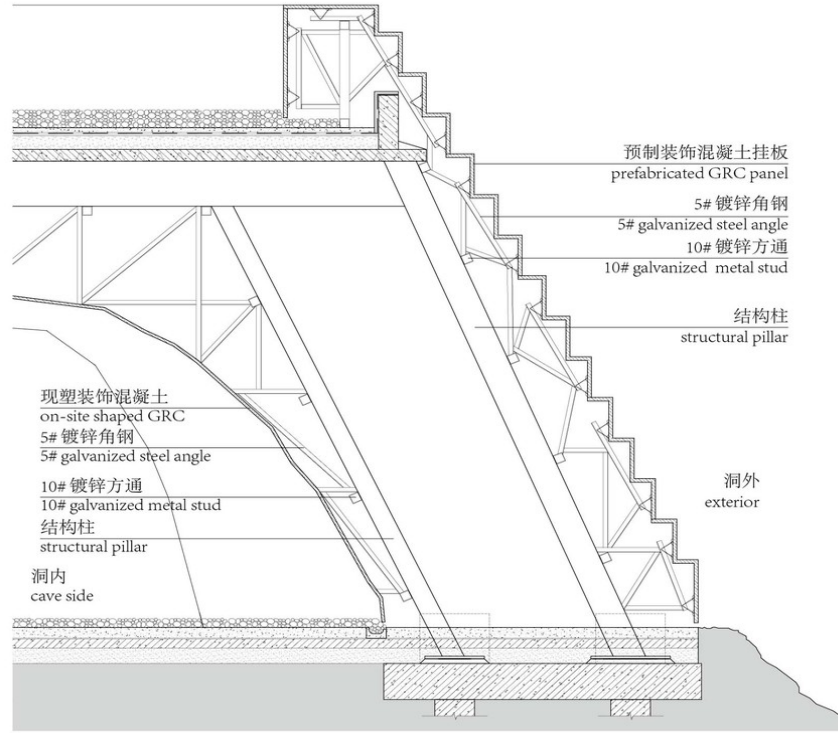 预制装饰混凝土挂板
prefabricated GRC panel
5# 镀锌角钢
5# galvanized steel angle
10# 镀锌方通
10# galvanized metal stud
结构柱
structural pillar
现塑装饰混凝土
on-site shaped GRC
5# 镀锌角钢
5# galvanized steel angle
10# 镀锌方通
10# galvanized metal stud
结构柱
structural pillar
洞外
exterior
洞内
cave side